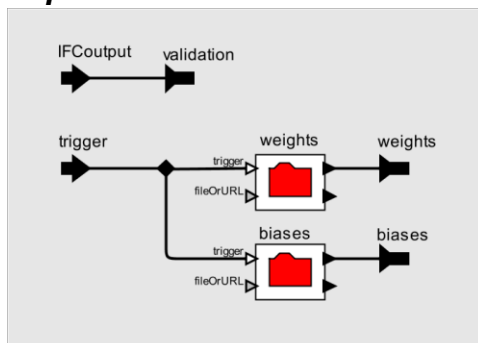 IFCoutput validation
trigger
weights weights
trigger
fileOrURL
biases biases
trigger
fileOrURL